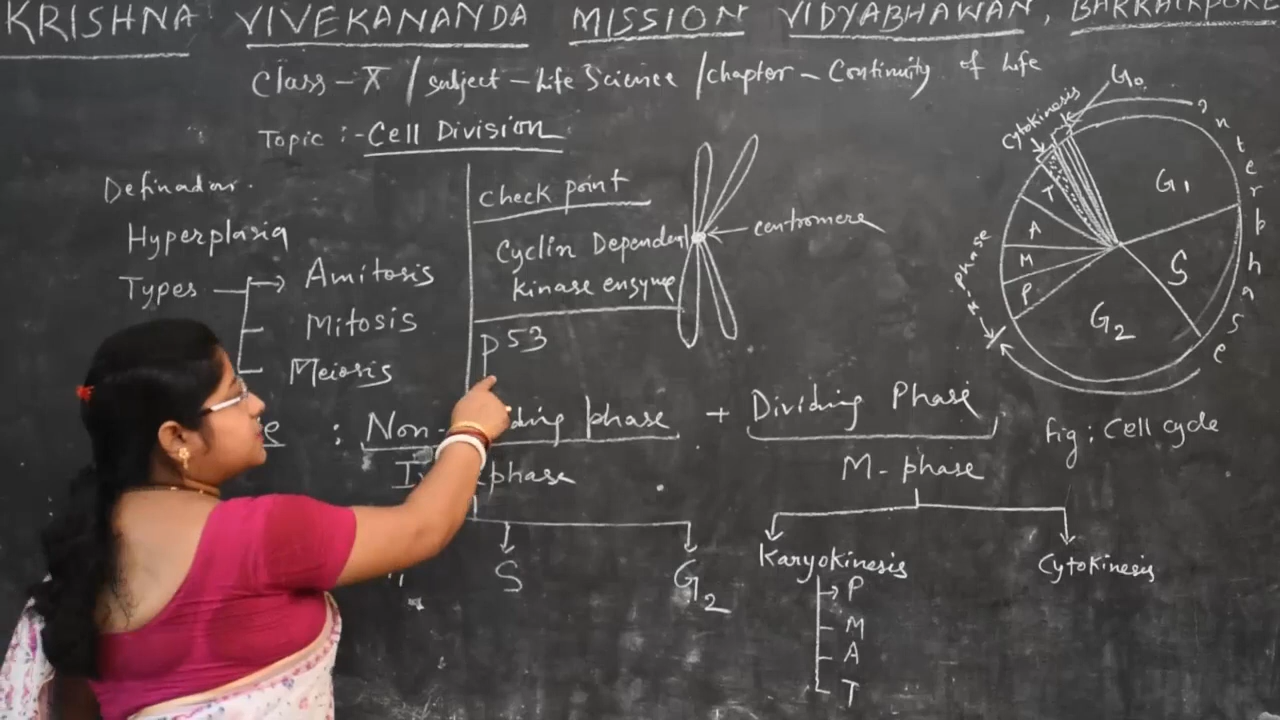 KRISHNA VIVEKANANDA MISSION VIDYABHAWAN, BARRACKPORE
Class - X / subject - Life Science / chapter - Continuity of Life
Topic :- Cell Division
Hyperplasia
Types
Amitosis
Mitosis
Meiosis
Check point
Cyclin Dependent
kinase enzyme
p53
centromere
: Non- ding phase + Dividing Phase
phase
S
G2
M-phase
Karyokinesis
P
M
A
T
Cytokinesis
G0
Cytokinesis
Interphase
G1
S
G2
T
A
M
P
M-phase
Fig: Cell cycle